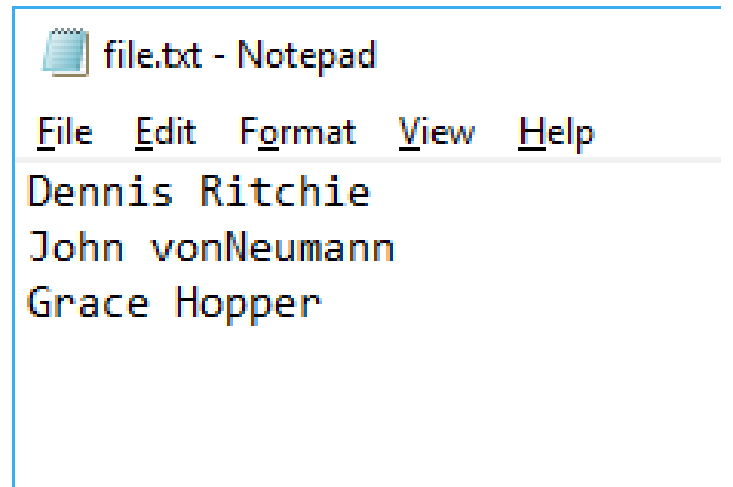 file.txt - Notepad
File Edit Format View Help
Dennis Ritchie
John vonNeumann
Grace Hopper